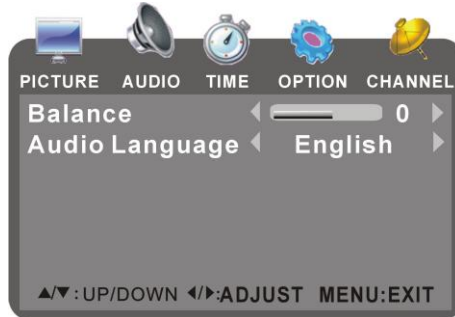 PICTURE AUDIO TIME OPTION CHANNEL
Balance 0
Audio Language English
▲/▼:UP/DOWN ◀/▶:ADJUST MENU:EXIT